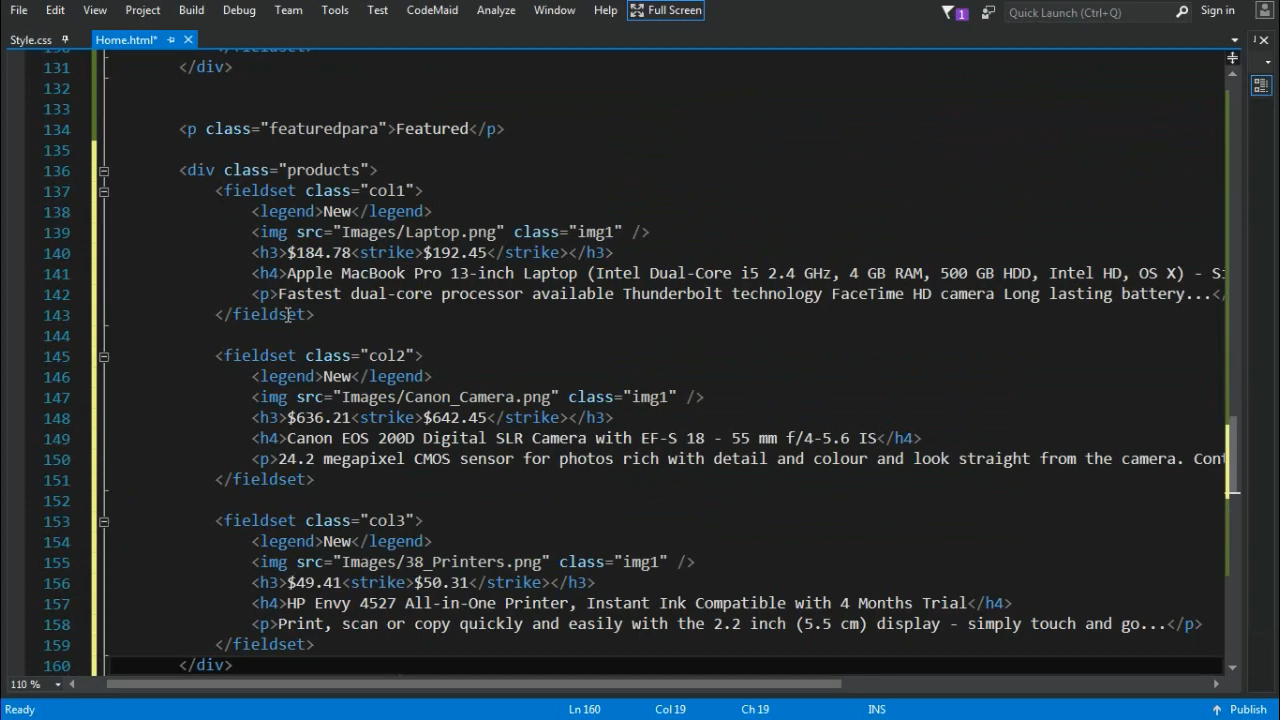 File Edit View Project Build Debug Team Tools Test CodeMaid Analyze Window Help Full Screen 1 Quick Launch (Ctrl+Q) Sign in
Style.css Home.html*
131 </div>
132
133
134 <p class="featuredpara">Featured</p>
135
136 <div class="products">
137 <fieldset class="col1">
138 <legend>New</legend>
139 <img src="Images/Laptop.png" class="img1" />
140 <h3>$184.78<strike>$192.45</strike></h3>
141 <h4>Apple MacBook Pro 13-inch Laptop (Intel Dual-Core i5 2.4 GHz, 4 GB RAM, 500 GB HDD, Intel HD, OS X) - Si
142 <p>Fastest dual-core processor available Thunderbolt technology FaceTime HD camera Long lasting battery...</
143 </fieldset>
144
145 <fieldset class="col2">
146 <legend>New</legend>
147 <img src="Images/Canon_Camera.png" class="img1" />
148 <h3>$636.21<strike>$642.45</strike></h3>
149 <h4>Canon EOS 200D Digital SLR Camera with EF-S 18 - 55 mm f/4-5.6 IS</h4>
150 <p>24.2 megapixel CMOS sensor for photos rich with detail and colour and look straight from the camera. Cont
151 </fieldset>
152
153 <fieldset class="col3">
154 <legend>New</legend>
155 <img src="Images/38_Printers.png" class="img1" />
156 <h3>$49.41<strike>$50.31</strike></h3>
157 <h4>HP Envy 4527 All-in-One Printer, Instant Ink Compatible with 4 Months Trial</h4>
158 <p>Print, scan or copy quickly and easily with the 2.2 inch (5.5 cm) display - simply touch and go...</p>
159 </fieldset>
160 </div>
110 %
Ready Ln 160 Col 19 Ch 19 INS Publish